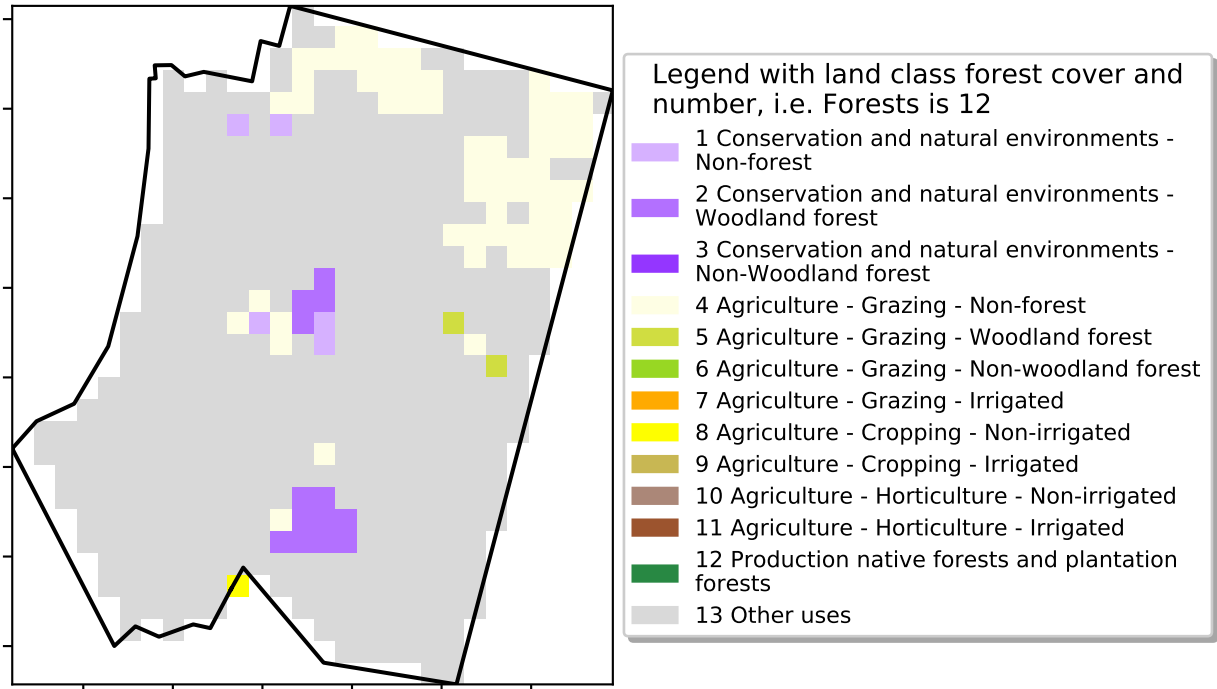 Legend with land class forest cover and
number, i.e. Forests is 12
1 Conservation and natural environments -
Non-forest
2 Conservation and natural environments -
Woodland forest
3 Conservation and natural environments -
Non-Woodland forest
4 Agriculture - Grazing - Non-forest
5 Agriculture - Grazing - Woodland forest
6 Agriculture - Grazing - Non-woodland forest
7 Agriculture - Grazing - Irrigated
8 Agriculture - Cropping - Non-irrigated
9 Agriculture - Cropping - Irrigated
10 Agriculture - Horticulture - Non-irrigated
11 Agriculture - Horticulture - Irrigated
12 Production native forests and plantation
forests
13 Other uses